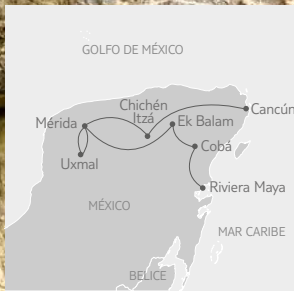 GOLFO DE MÉXICO
Chichén
Itzá
Cancún
Mérida
Ek Balam
Cobá
Uxmal
Riviera Maya
MÉXICO
MAR CARIBE
BELICE